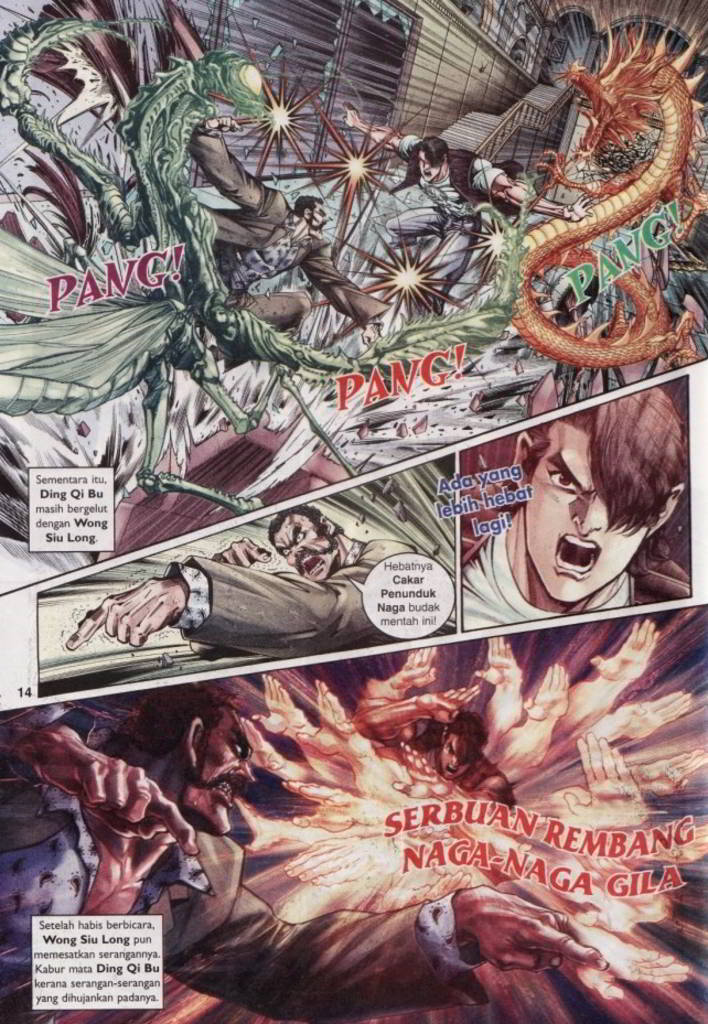 PANG!
PANG!
PANG!
Sementara itu,
Ding Qi Bu
masih bergelut
dengan Wong
Siu Long.
Ada yang
lebih hebat
lagi!
Hebatnya
Cakar
Penunduk
Naga budak
mentah ini!
14
SERBUAN REMBANG
NAGA-NAGA GILA
Setelah habis berbicara,
Wong Siu Long pun
memesatkan serangannya.
Kabur mata Ding Qi Bu
kerana serangan-serangan
yang dihujankan padanya.